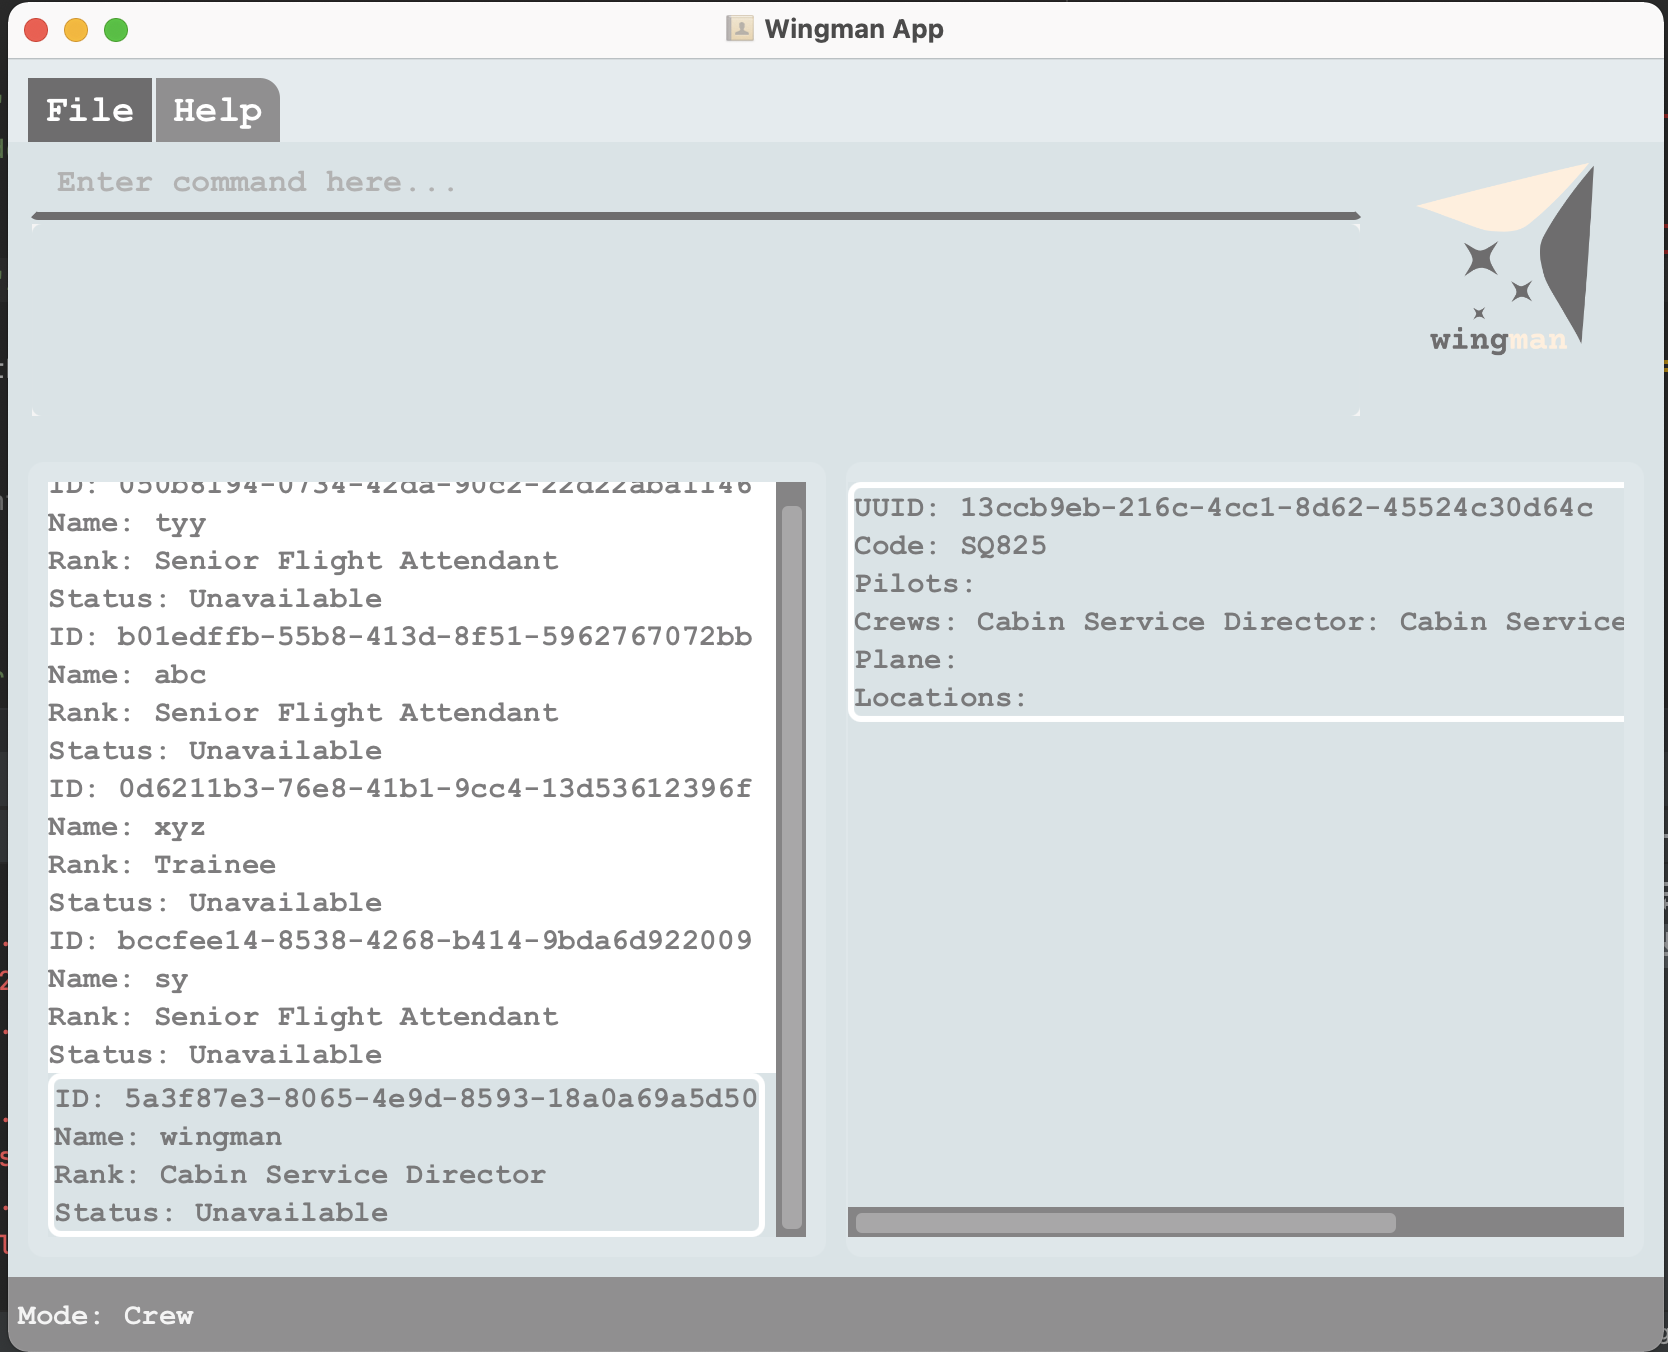 Wingman App
File Help
Enter command here...
wingman
Name: tyy
Rank: Senior Flight Attendant
Status: Unavailable
ID: b01edffb-55b8-413d-8f51-5962767072bb
Name: abc
Rank: Senior Flight Attendant
Status: Unavailable
ID: 0d6211b3-76e8-41b1-9cc4-13d53612396f
Name: xyz
Rank: Trainee
Status: Unavailable
ID: bccfee14-8538-4268-b414-9bda6d922009
Name: sy
Rank: Senior Flight Attendant
Status: Unavailable
ID: 5a3f87e3-8065-4e9d-8593-18a0a69a5d50
Name: wingman
Rank: Cabin Service Director
Status: Unavailable
UUID: 13ccb9eb-216c-4cc1-8d62-45524c30d64c
Code: SQ825
Pilots:
Crews: Cabin Service Director: Cabin Service
Plane:
Locations:
Mode: Crew